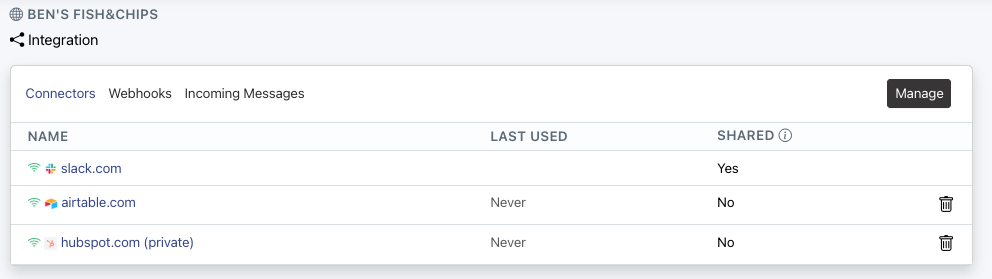 BEN'S FISH&CHIPS
Integration
Connectors Webhooks Incoming Messages Manage
NAME LAST USED SHARED
slack.com Yes
airtable.com Never No
hubspot.com (private) Never No